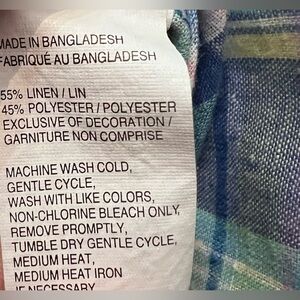 MADE IN BANGLADESH
FABRIQUÉ AU BANGLADESH
55% LINEN / LIN
45% POLYESTER / POLYESTER
EXCLUSIVE OF DECORATION /
GARNITURE NON COMPRISE
MACHINE WASH COLD,
GENTLE CYCLE,
WASH WITH LIKE COLORS,
NON-CHLORINE BLEACH ONLY,
REMOVE PROMPTLY,
TUMBLE DRY GENTLE CYCLE,
MEDIUM HEAT,
MEDIUM HEAT IRON
IF NECESSARY